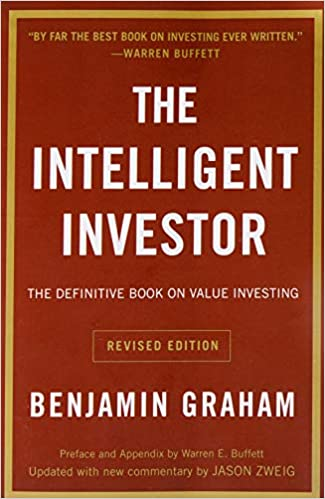 "BY FAR THE BEST BOOK ON INVESTING EVER WRITTEN."
—WARREN BUFFETT
THE
INTELLIGENT
INVESTOR
THE DEFINITIVE BOOK ON VALUE INVESTING
REVISED EDITION
BENJAMIN GRAHAM
Preface and Appendix by Warren E. Buffett
Updated with new commentary by JASON ZWEIG